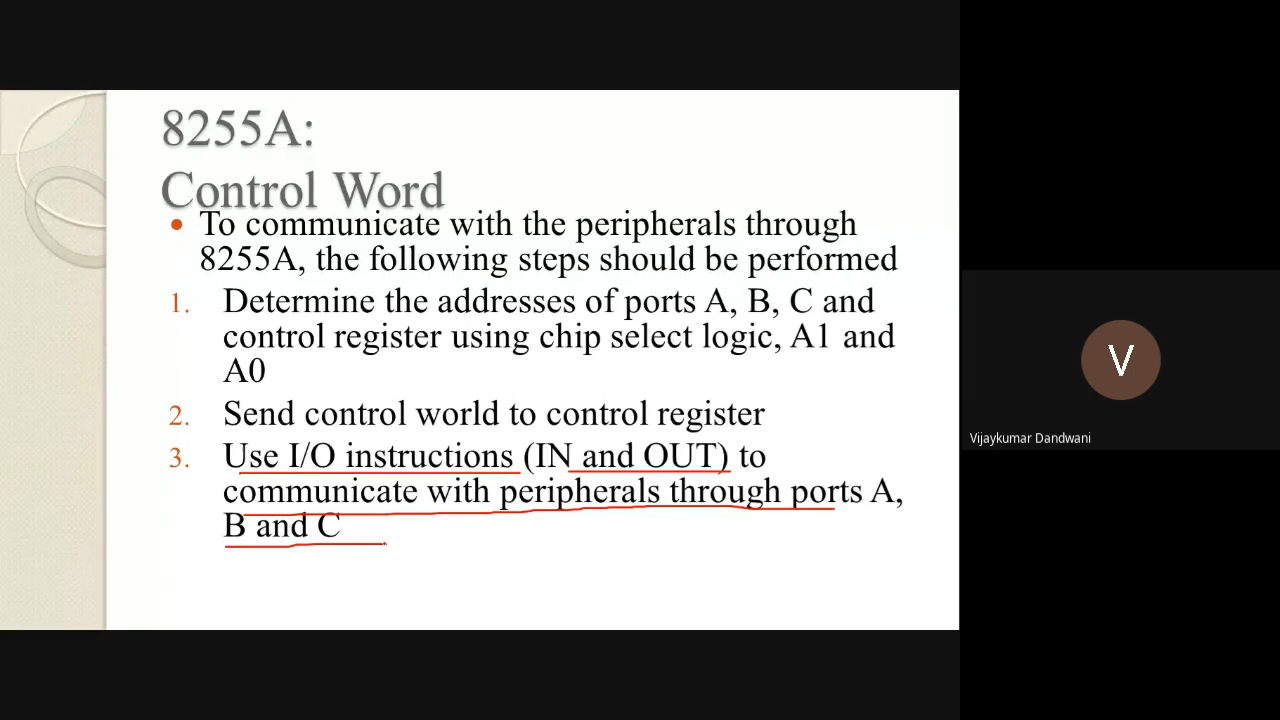 8255A:
Control Word
• To communicate with the peripherals through
8255A, the following steps should be performed
1. Determine the addresses of ports A, B, C and
control register using chip select logic, A1 and
A0
2. Send control world to control register
3. Use I/O instructions (IN and OUT) to
communicate with peripherals through ports A,
B and C
V
Vijaykumar Dandwani